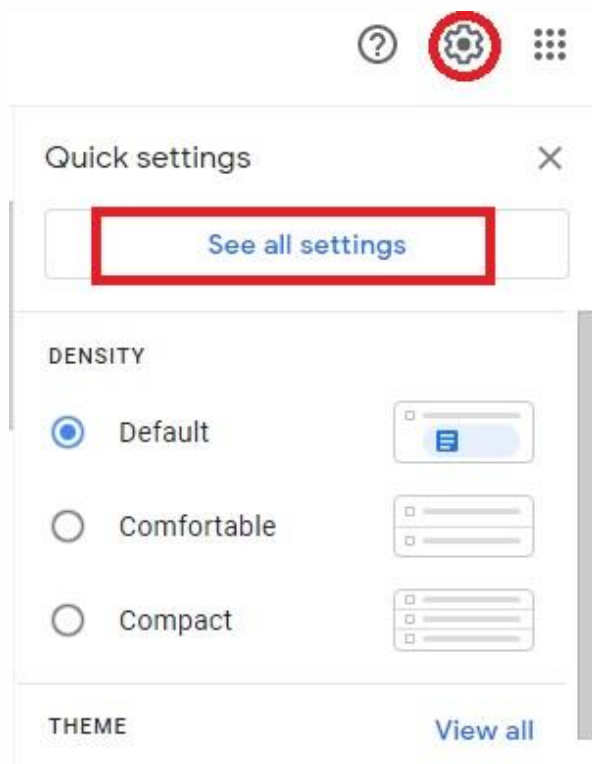 Quick settings
See all settings
DENSITY
Default
Comfortable
Compact
THEME View all